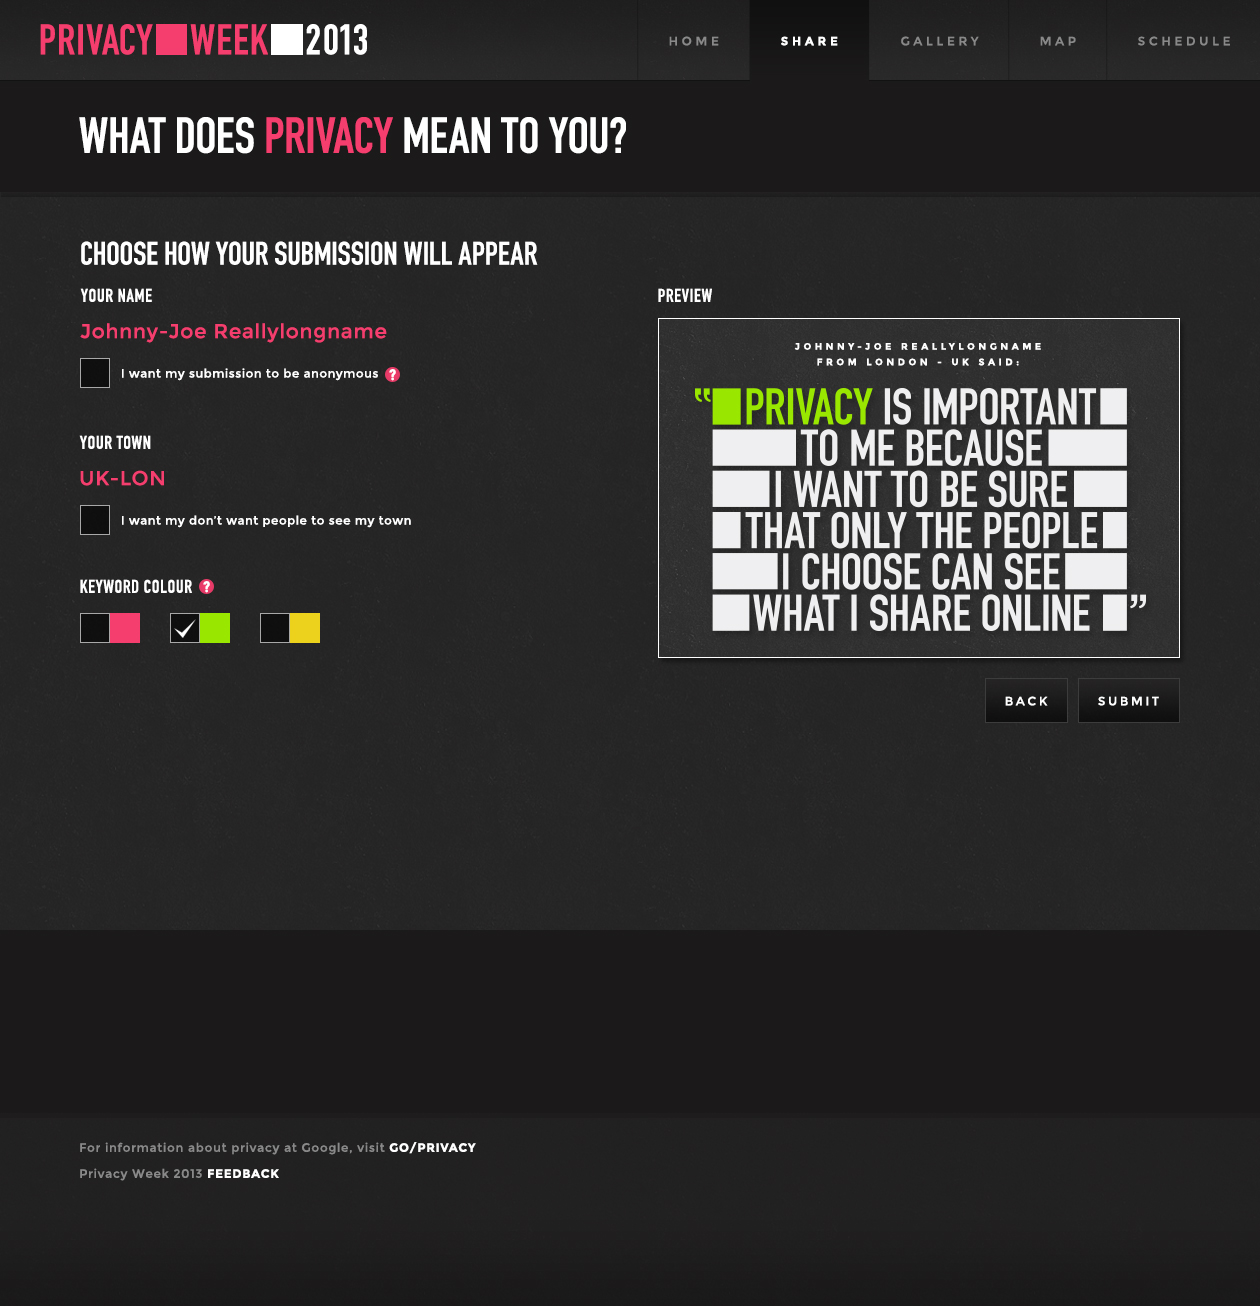 PRIVACY WEEK 2013
HOME
SHARE
GALLERY
MAP
SCHEDULE
WHAT DOES PRIVACY MEAN TO YOU?
CHOOSE HOW YOUR SUBMISSION WILL APPEAR
YOUR NAME
Johnny-Joe Reallylongname
I want my submission to be anonymous ?
YOUR TOWN
UK-LON
I want my don't want people to see my town
KEYWORD COLOUR ?
PREVIEW
JOHNNY-JOE REALLYLONGNAME
FROM LONDON - UK SAID:
“ PRIVACY IS IMPORTANT
TO ME BECAUSE
I WANT TO BE SURE
THAT ONLY THE PEOPLE
I CHOOSE CAN SEE
WHAT I SHARE ONLINE ”
BACK
SUBMIT
For information about privacy at Google, visit GO/PRIVACY
Privacy Week 2013 FEEDBACK